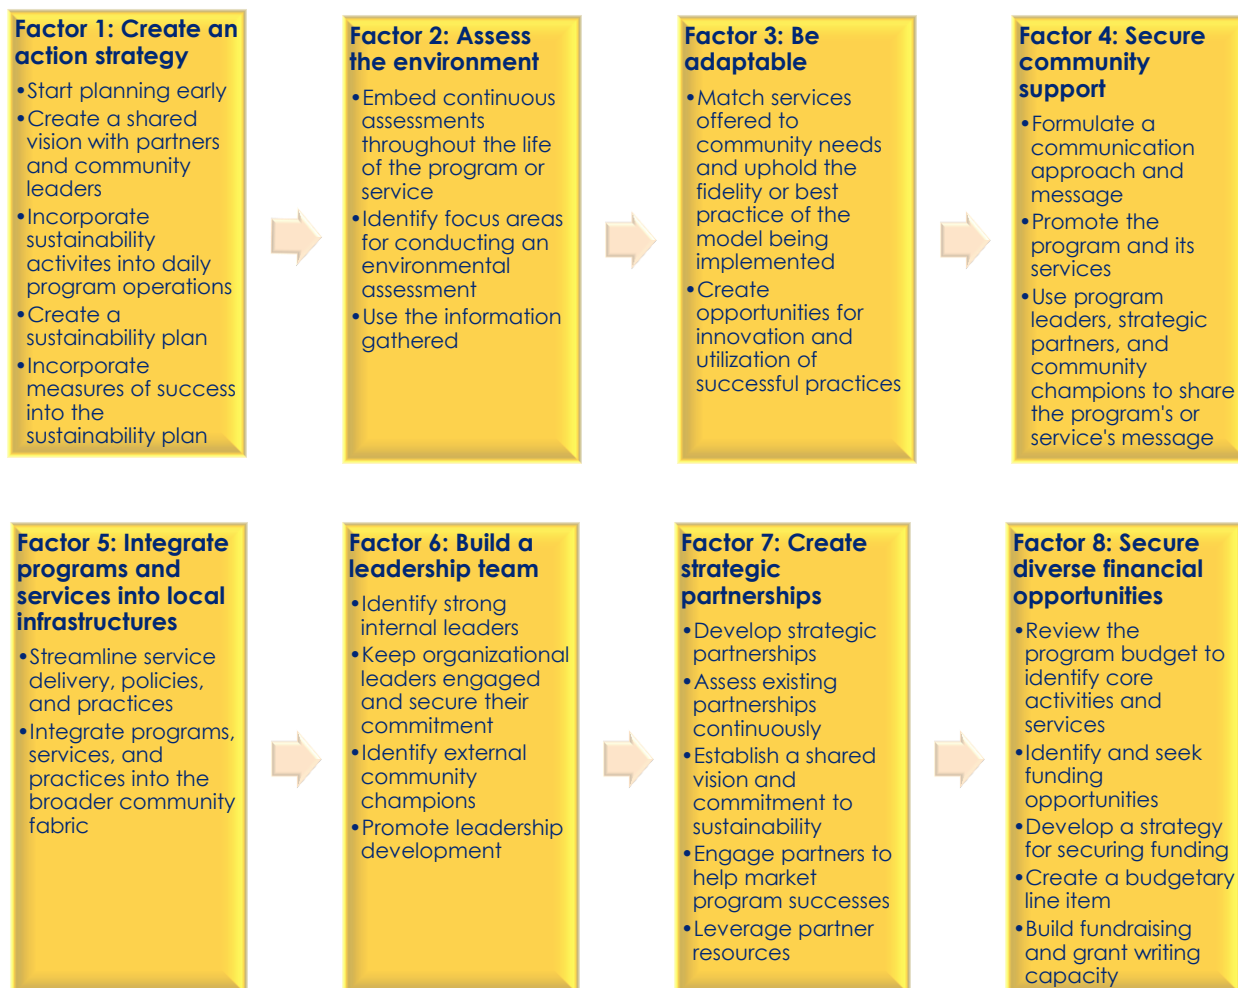 Factor 1: Create an
action strategy
•Start planning early
•Create a shared
vision with partners
and community
leaders
•Incorporate
sustainability
activites into daily
program operations
•Create a
sustainability plan
•Incorporate
measures of success
into the
sustainability plan
Factor 2: Assess
the environment
•Embed continuous
assessments
throughout the life
of the program or
service
•Identify focus areas
for conducting an
environmental
assessment
•Use the information
gathered
Factor 3: Be
adaptable
•Match services
offered to
community needs
and uphold the
fidelity or best
practice of the
model being
implemented
•Create
opportunities for
innovation and
utilization of
successful practices
Factor 4: Secure
community
support
•Formulate a
communication
approach and
message
•Promote the
program and its
services
•Use program
leaders, strategic
partners, and
community
champions to share
the program's or
service's message
Factor 5: Integrate
programs and
services into local
infrastructures
•Streamline service
delivery, policies,
and practices
•Integrate programs,
services, and
practices into the
broader community
fabric
Factor 6: Build a
leadership team
•Identify strong
internal leaders
•Keep organizational
leaders engaged
and secure their
commitment
•Identify external
community
champions
•Promote leadership
development
Factor 7: Create
strategic
partnerships
•Develop strategic
partnerships
•Assess existing
partnerships
continuously
•Establish a shared
vision and
commitment to
sustainability
•Engage partners to
help market
program successes
•Leverage partner
resources
Factor 8: Secure
diverse financial
opportunities
•Review the
program budget to
identify core
activities and
services
•Identify and seek
funding
opportunities
•Develop a strategy
for securing funding
•Create a budgetary
line item
•Build fundraising
and grant writing
capacity